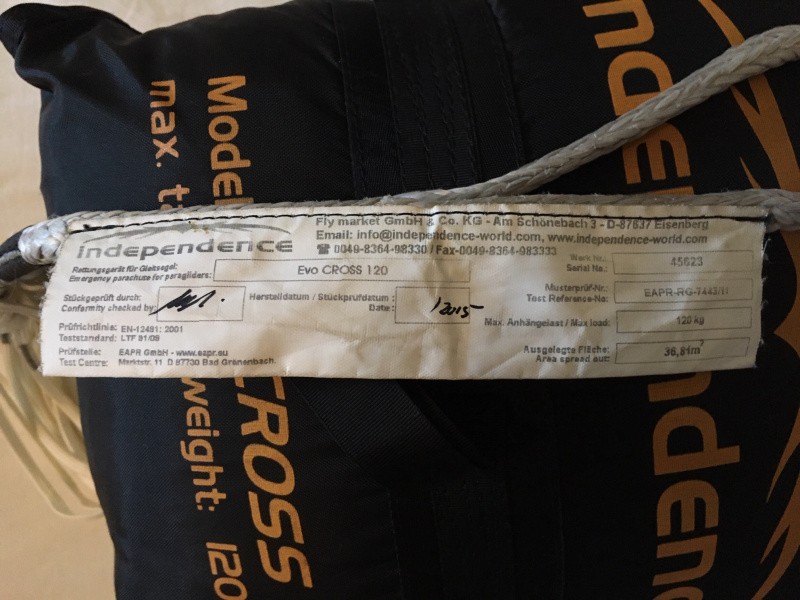 independence
Fly market GmbH & Co. KG - Am Schönebach 3 - D-87637 Eisenberg
Email: info@independence-world.com, www.independence-world.com
☎ 0049-8364-98330 / Fax-0049-8364-983333
Rettungsgerät für Gleitsegel:
Emergency parachute for paragliders:
Evo CROSS 120
Werk Nr.:
Serial No.:
45623
Stückgeprüft durch:
Conformity checked by:
Herstelldatum / Stückprüfdatum:
Date:
2015
Musterprüf-Nr.:
Test Reference-No:
EAPR-RG-7443/11
Max. Anhängelast / Max load:
120 kg
Prüfrichtlinie: EN-12491: 2001
Teststandard: LTF 91/09
Prüfstelle: EAPR GmbH - www.eapr.eu
Test Centre: Marktstr. 11 D 87730 Bad Grönenbach.
Ausgelegte Fläche:
Area spread out:
36,81m²
Model
CROSS
max. t
weight: 120
ndependen